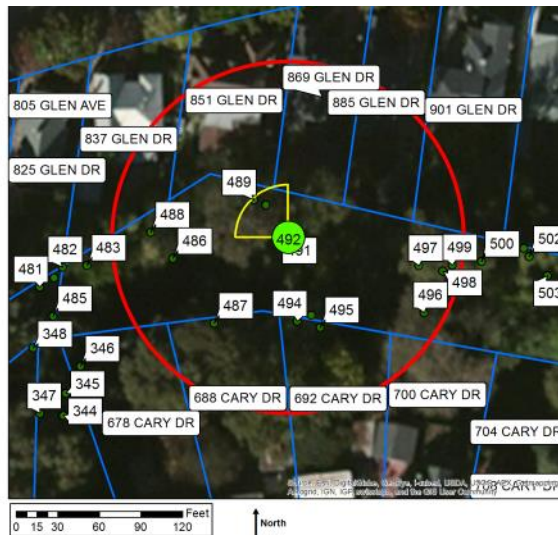 869 GLEN DR
851 GLEN DR
885 GLEN DR
805 GLEN AVE
901 GLEN DR
837 GLEN DR
825 GLEN DR
489
488
492
491
502
482
483
486
497
499
500
481
498
503
485
487
494
495
496
348
346
345
347
344
688 CARY DR
692 CARY DR
700 CARY DR
678 CARY DR
704 CARY DR
Feet
0 15 30 60 90 120
North